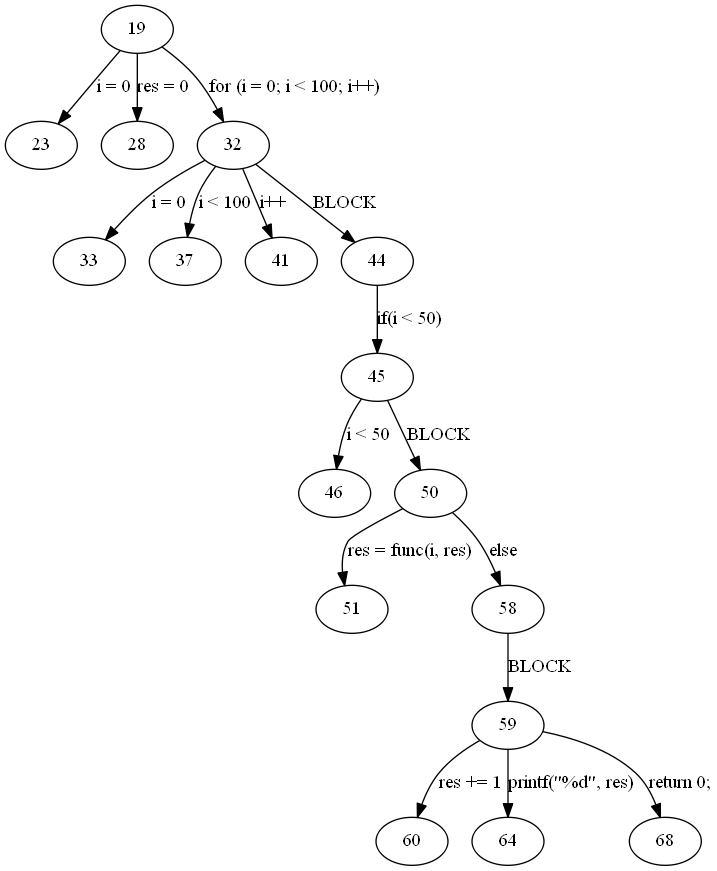 19
i = 0 res = 0 for (i = 0; i < 100; i++)
23 28 32
i = 0 i < 100 i++ BLOCK
33 37 41 44
if(i < 50)
45
i < 50 BLOCK
46 50
res = func(i, res) else
51 58
BLOCK
59
res += 1 printf("%d", res) return 0;
60 64 68